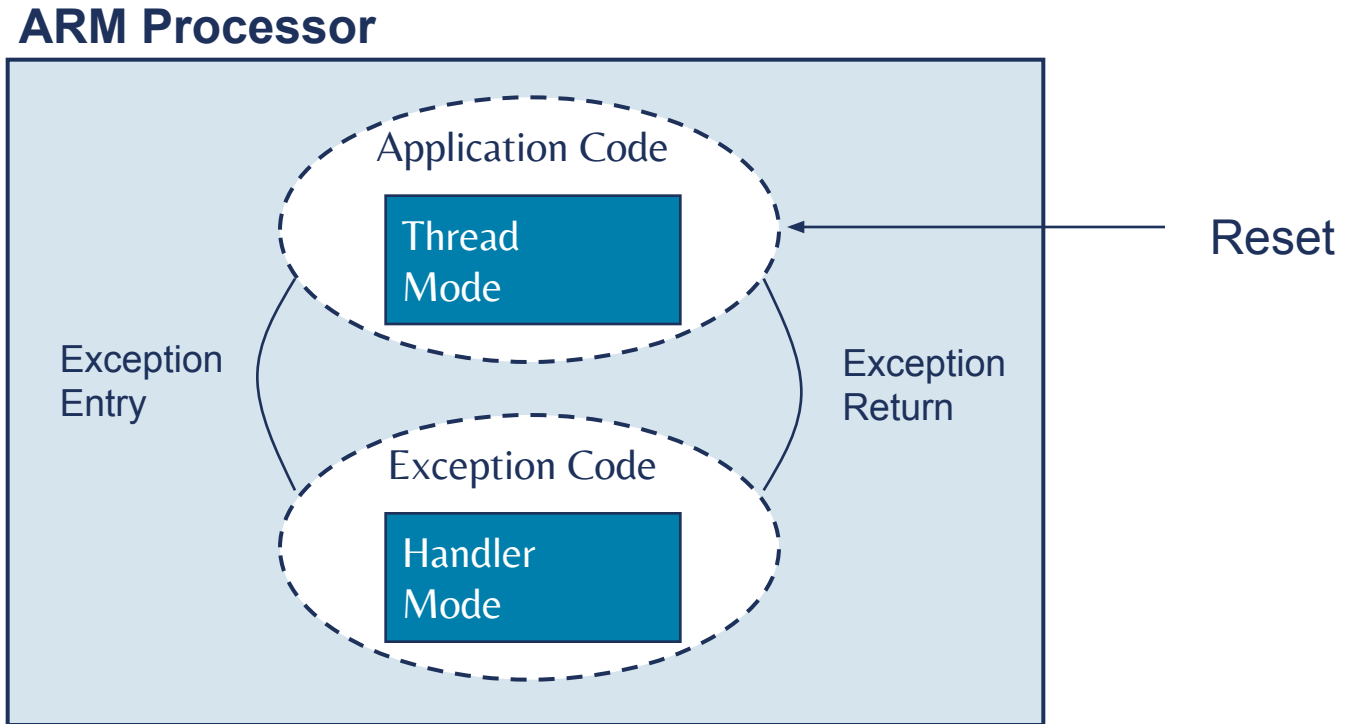 ARM Processor
Application Code
Thread
Mode
Reset
Exception
Entry
Exception
Return
Exception Code
Handler
Mode